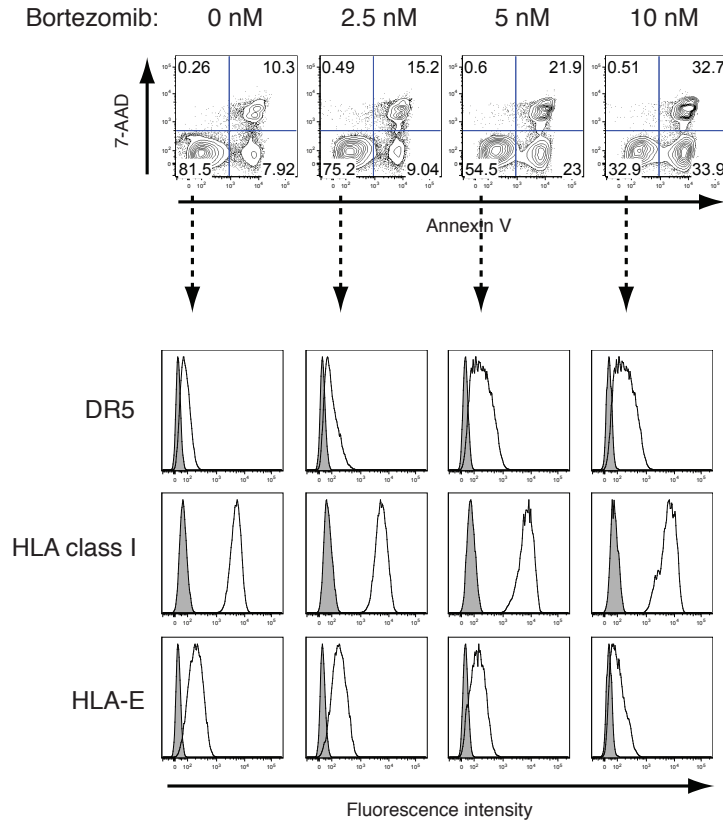 Bortezomib: 0 nM 2.5 nM 5 nM 10 nM
0.26 10.3 0.49 15.2 0.6 21.9 0.51 32.7
7-AAD
81.5 7.92 75.2 9.04 54.5 23 32.9 33.9
Annexin V
DR5
HLA class I
HLA-E
Fluorescence intensity